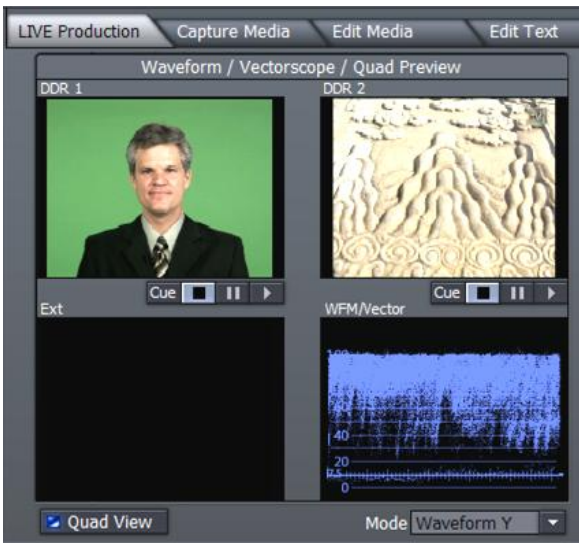 LIVE Production Capture Media Edit Media Edit Text
Waveform / Vectorscope / Quad Preview
DDR 1 DDR 2
Cue Cue
Ext WFM/Vector
100
40
20
7.5
0
Quad View Mode Waveform Y